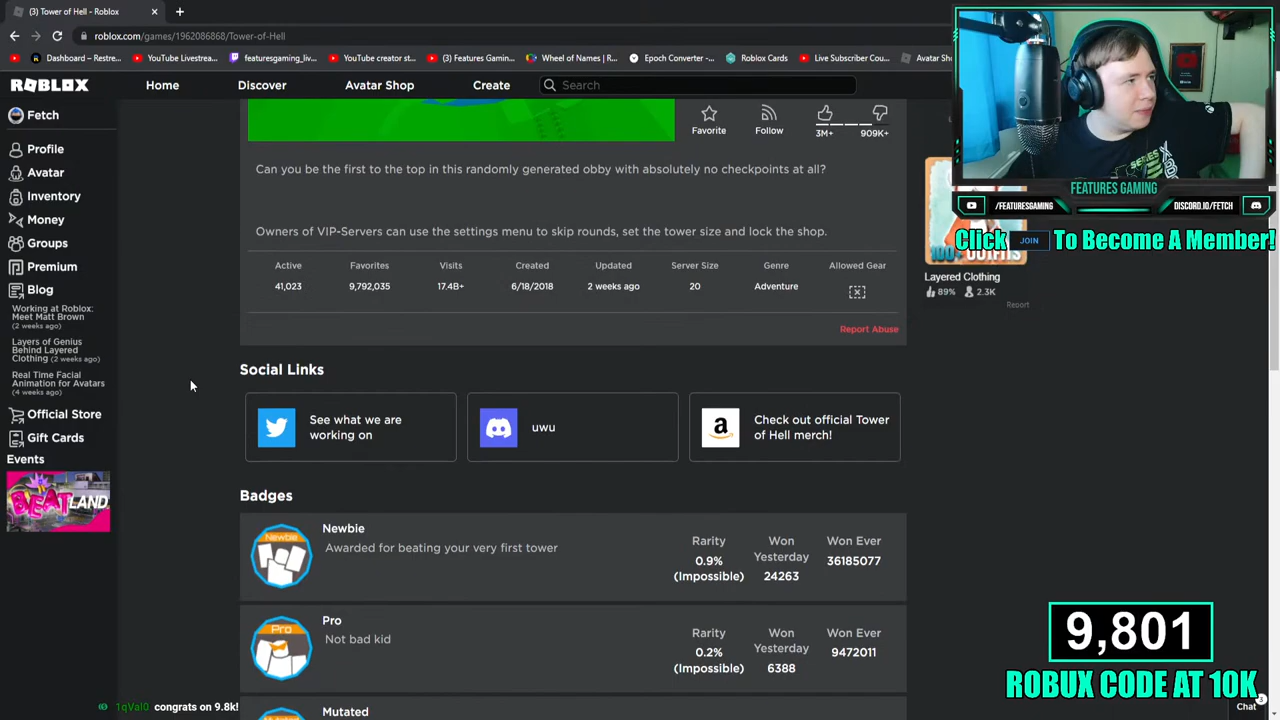 (3) Tower of Hell - Roblox
roblox.com/games/1962086868/Tower-of-Hell
Dashboard – Restre...
YouTube Livestrea...
featuresgaming_liv...
YouTube creator st...
(3) Features Gamin...
Wheel of Names | R...
Epoch Converter -...
Roblox Cards
Live Subscriber Cou...
Avatar Sh
ROBLOX
Home
Discover
Avatar Shop
Create
Search
Fetch
Profile
Avatar
Inventory
Money
Groups
Premium
Blog
Working at Roblox:
Meet Matt Brown
(2 weeks ago)
Layers of Genius
Behind Layered
Clothing (2 weeks ago)
Real Time Facial
Animation for Avatars
(4 weeks ago)
Official Store
Gift Cards
Events
BEATLAND
Favorite
Follow
3M+
909K+
Can you be the first to the top in this randomly generated obby with absolutely no checkpoints at all?
Owners of VIP-Servers can use the settings menu to skip rounds, set the tower size and lock the shop.
Active
Favorites
Visits
Created
Updated
Server Size
Genre
Allowed Gear
41,023
9,792,035
17.4B+
6/18/2018
2 weeks ago
20
Adventure
Report Abuse
Social Links
See what we are
working on
uwu
Check out official Tower
of Hell merch!
Badges
Newbie
Newbie
Awarded for beating your very first tower
Rarity
0.9%
(Impossible)
Won
Yesterday
24263
Won Ever
36185077
Pro
Pro
Not bad kid
Rarity
0.2%
(Impossible)
Won
Yesterday
6388
Won Ever
9472011
Mutated
FEATURES GAMING
/FEATURESGAMING
DISCORD.IO/FETCH
Click JOIN To Become A Member!
100+ OUTFITS
Layered Clothing
89%
2.3K
Report
9,801
ROBUX CODE AT 10K
1qVal0 congrats on 9.8k!
Chat
3